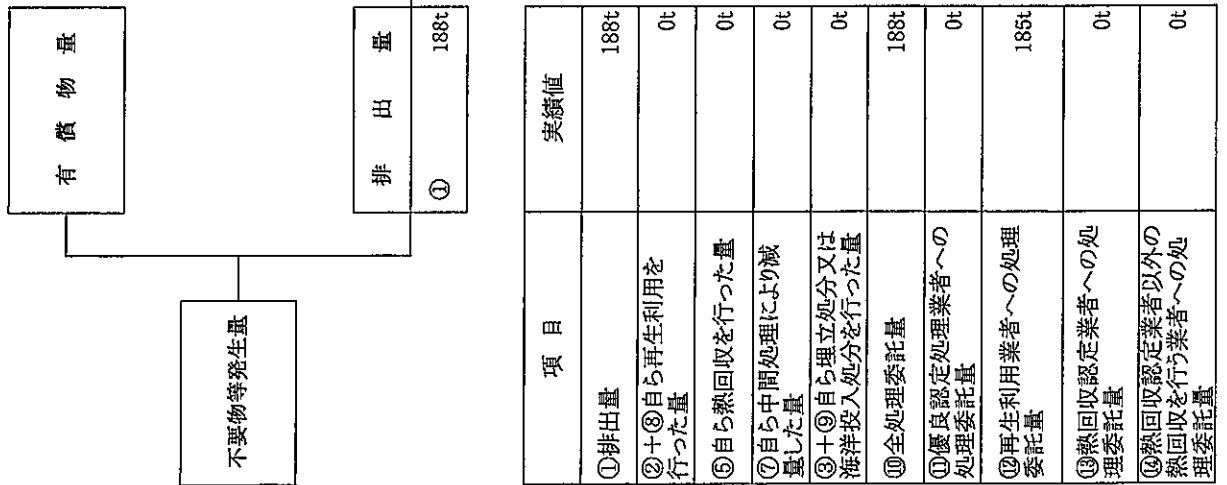 有 償 物 量
不要物等発生量
排 出 量
① 188t
項 目 実績値
①排出量 188t
②+⑧自ら再生利用を
行った量 0t
⑤自ら熱回収を行った量 0t
⑦自ら中間処理により減
量した量 0t
③+⑨自ら埋立処分又は
海洋投入処分を行った量 0t
⑩全処理委託量 188t
⑪優良認定処理業者への
処理委託量 0t
⑫再生利用業者への処理
委託量 185t
⑬熱回収認定業者への処
理委託量 0t
⑭熱回収認定業者以外の
熱回収を行う業者への処
理委託量 0t